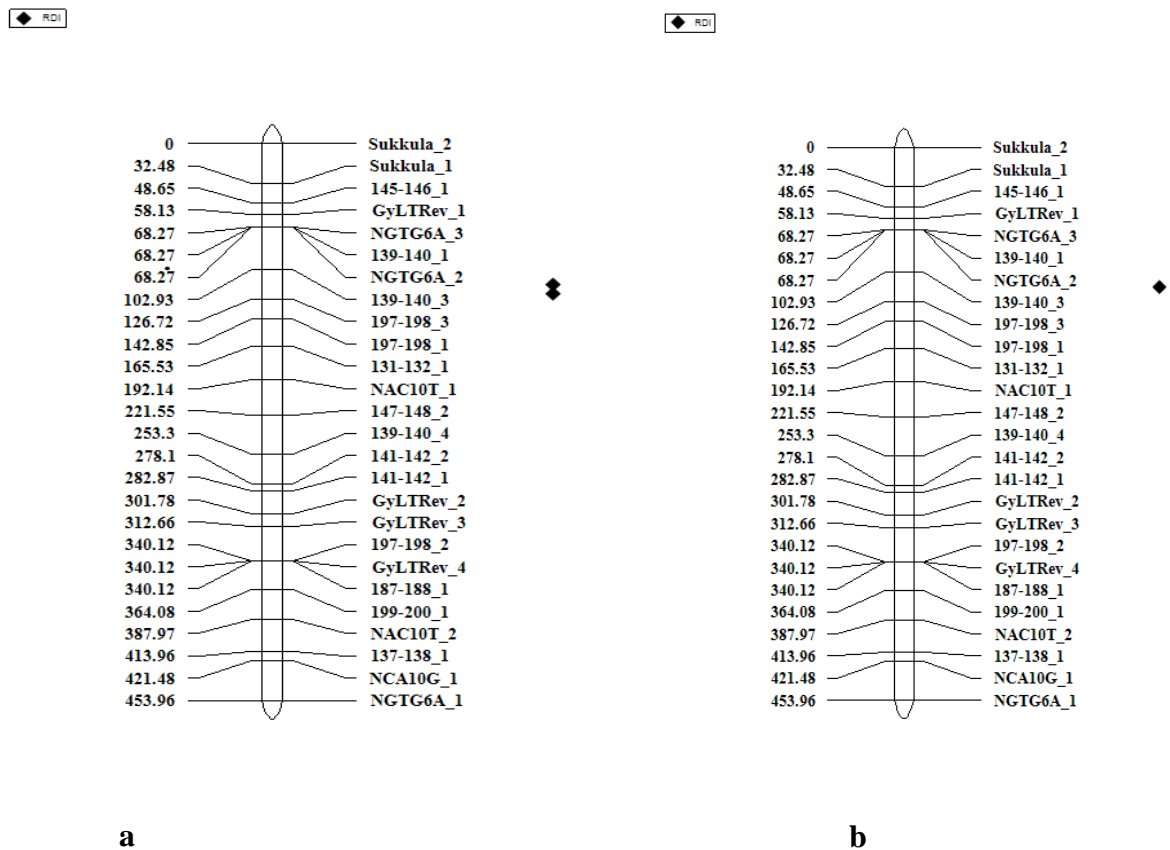 RDI
0 Sukkula_2
32.48 Sukkula_1
48.65 145-146_1
58.13 GyLTRev_1
68.27 NGTG6A_3
68.27 139-140_1
68.27 NGTG6A_2
102.93 139-140_3
126.72 197-198_3
142.85 197-198_1
165.53 131-132_1
192.14 NAC10T_1
221.55 147-148_2
253.3 139-140_4
278.1 141-142_2
282.87 141-142_1
301.78 GyLTRev_2
312.66 GyLTRev_3
340.12 197-198_2
340.12 GyLTRev_4
340.12 187-188_1
364.08 199-200_1
387.97 NAC10T_2
413.96 137-138_1
421.48 NCA10G_1
453.96 NGTG6A_1
a
RDI
0 Sukkula_2
32.48 Sukkula_1
48.65 145-146_1
58.13 GyLTRev_1
68.27 NGTG6A_3
68.27 139-140_1
68.27 NGTG6A_2
102.93 139-140_3
126.72 197-198_3
142.85 197-198_1
165.53 131-132_1
192.14 NAC10T_1
221.55 147-148_2
253.3 139-140_4
278.1 141-142_2
282.87 141-142_1
301.78 GyLTRev_2
312.66 GyLTRev_3
340.12 197-198_2
340.12 GyLTRev_4
340.12 187-188_1
364.08 199-200_1
387.97 NAC10T_2
413.96 137-138_1
421.48 NCA10G_1
453.96 NGTG6A_1
b